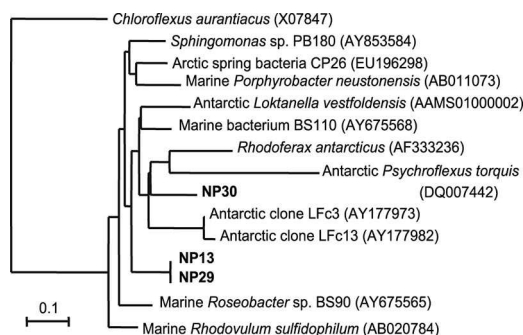 Chloroflexus aurantiacus (X07847)
Sphingomonas sp. PB180 (AY853584)
Arctic spring bacteria CP26 (EU196298)
Marine Porphyrobacter neustonensis (AB011073)
Antarctic Loktanella vestfoldensis (AAMS01000002)
Marine bacterium BS110 (AY675568)
Rhodoferax antarcticus (AF333236)
Antarctic Psychroflexus torquis
(DQ007442)
NP30
Antarctic clone LFc3 (AY177973)
Antarctic clone LFc13 (AY177982)
NP13
NP29
Marine Roseobacter sp. BS90 (AY675565)
0.1
Marine Rhodovulum sulfidophilum (AB020784)